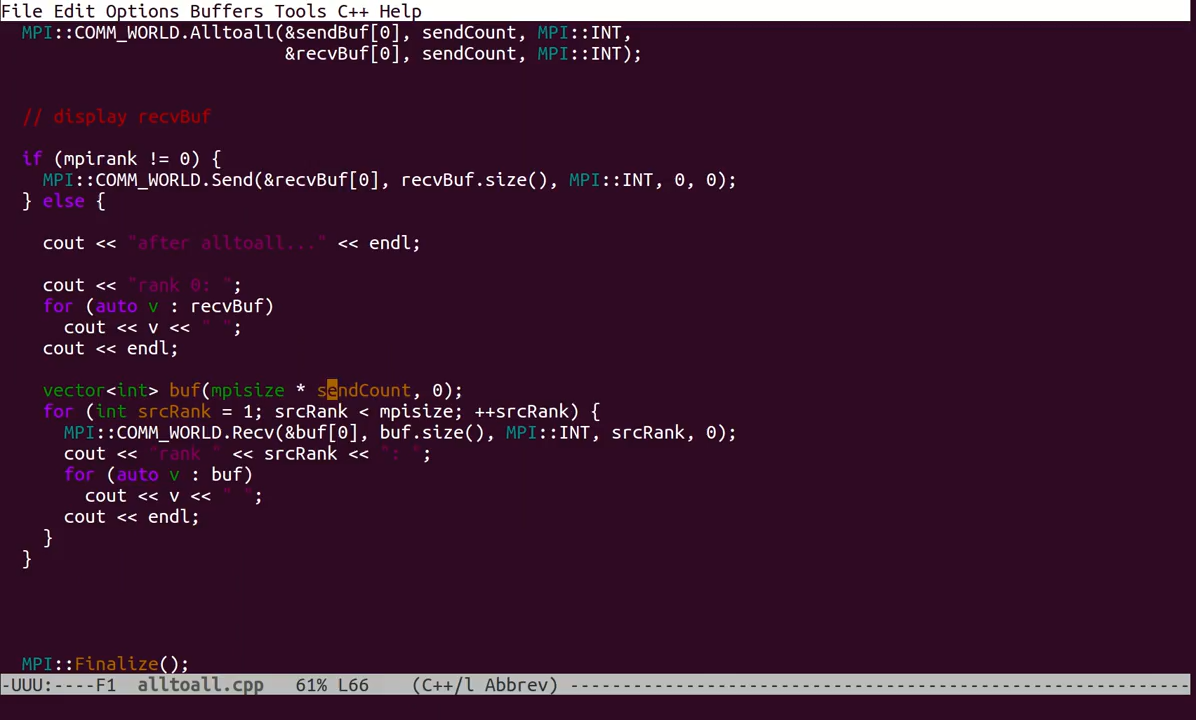 File Edit Options Buffers Tools C++ Help
  MPI::COMM_WORLD.Alltoall(&sendBuf[0], sendCount, MPI::INT,
                           &recvBuf[0], sendCount, MPI::INT);
  // display recvBuf
  if (mpirank != 0) {
    MPI::COMM_WORLD.Send(&recvBuf[0], recvBuf.size(), MPI::INT, 0, 0);
  } else {
    cout << "after alltoall..." << endl;
    cout << "rank 0: ";
    for (auto v : recvBuf)
      cout << v << " ";
    cout << endl;
    vector<int> buf(mpisize * sendCount, 0);
    for (int srcRank = 1; srcRank < mpisize; ++srcRank) {
      MPI::COMM_WORLD.Recv(&buf[0], buf.size(), MPI::INT, srcRank, 0);
      cout << "rank " << srcRank << ": ";
      for (auto v : buf)
        cout << v << " ";
      cout << endl;
    }
  }
  MPI::Finalize();
-UUU:----F1  alltoall.cpp   61% L66    (C++/l Abbrev) ------------------------------------------------------------